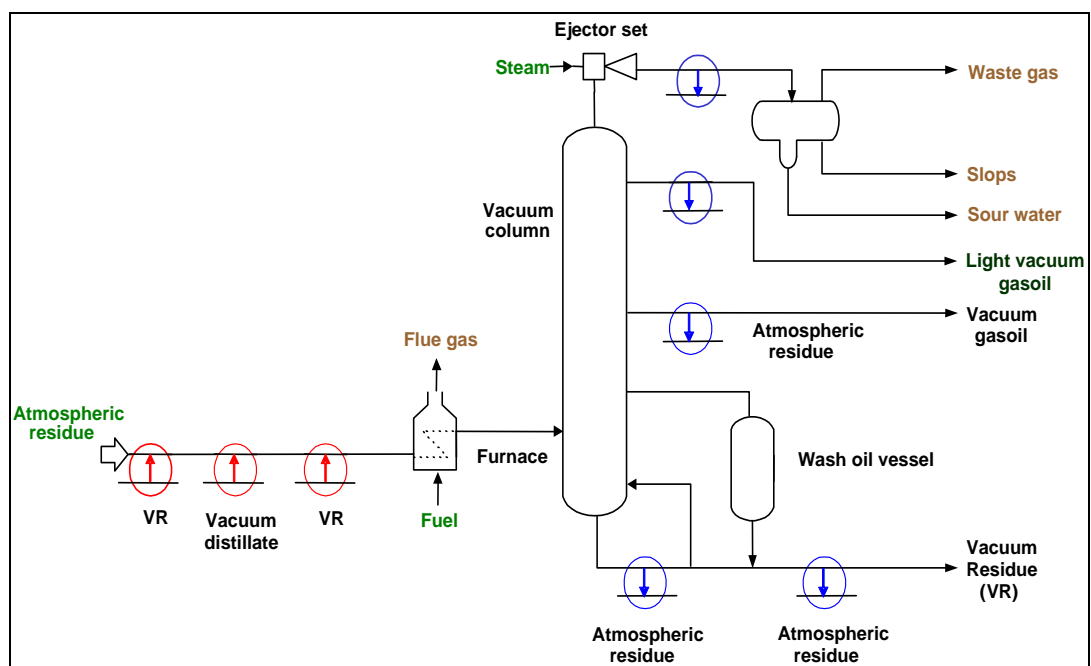 Ejector set
Steam
Waste gas
Slops
Sour water
Vacuum
column
Light vacuum
gasoil
Vacuum
gasoil
Atmospheric
residue
Flue gas
Atmospheric
residue
Furnace
Wash oil vessel
VR
Vacuum
distillate
VR
Fuel
Vacuum
Residue
(VR)
Atmospheric
residue
Atmospheric
residue